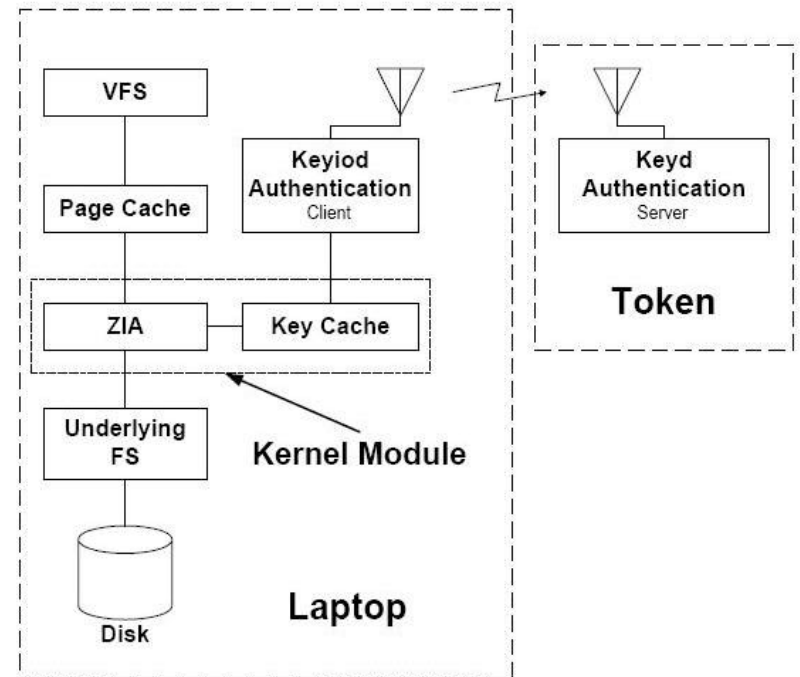 VFS
Page Cache
ZIA
Underlying
FS
Disk
Keyiod
Authentication
Client
Key Cache
Kernel Module
Laptop
Keyd
Authentication
Server
Token